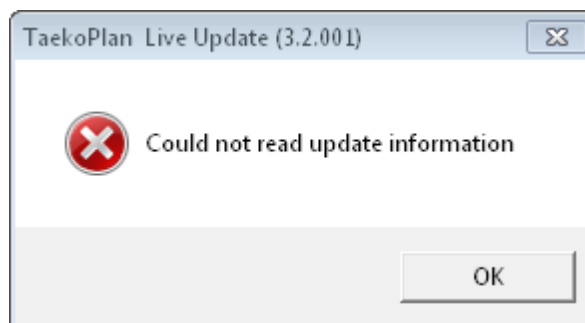 TaekoPlan Live Update (3.2.001)
Could not read update information
OK